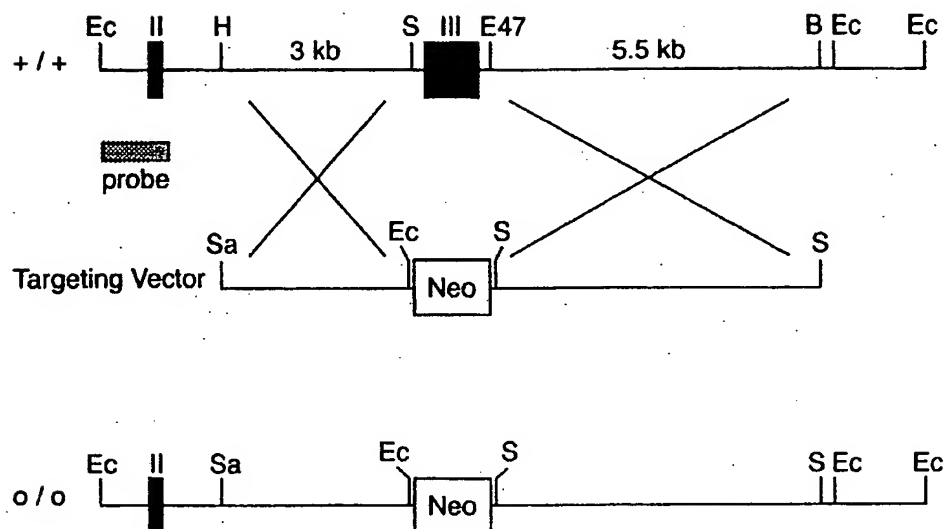 Ec II H S III E47 B Ec Ec
+ / + 3 kb 5.5 kb
probe
Sa Ec S S
Targeting Vector Neo
Ec II Sa Ec S S Ec Ec
o / o Neo